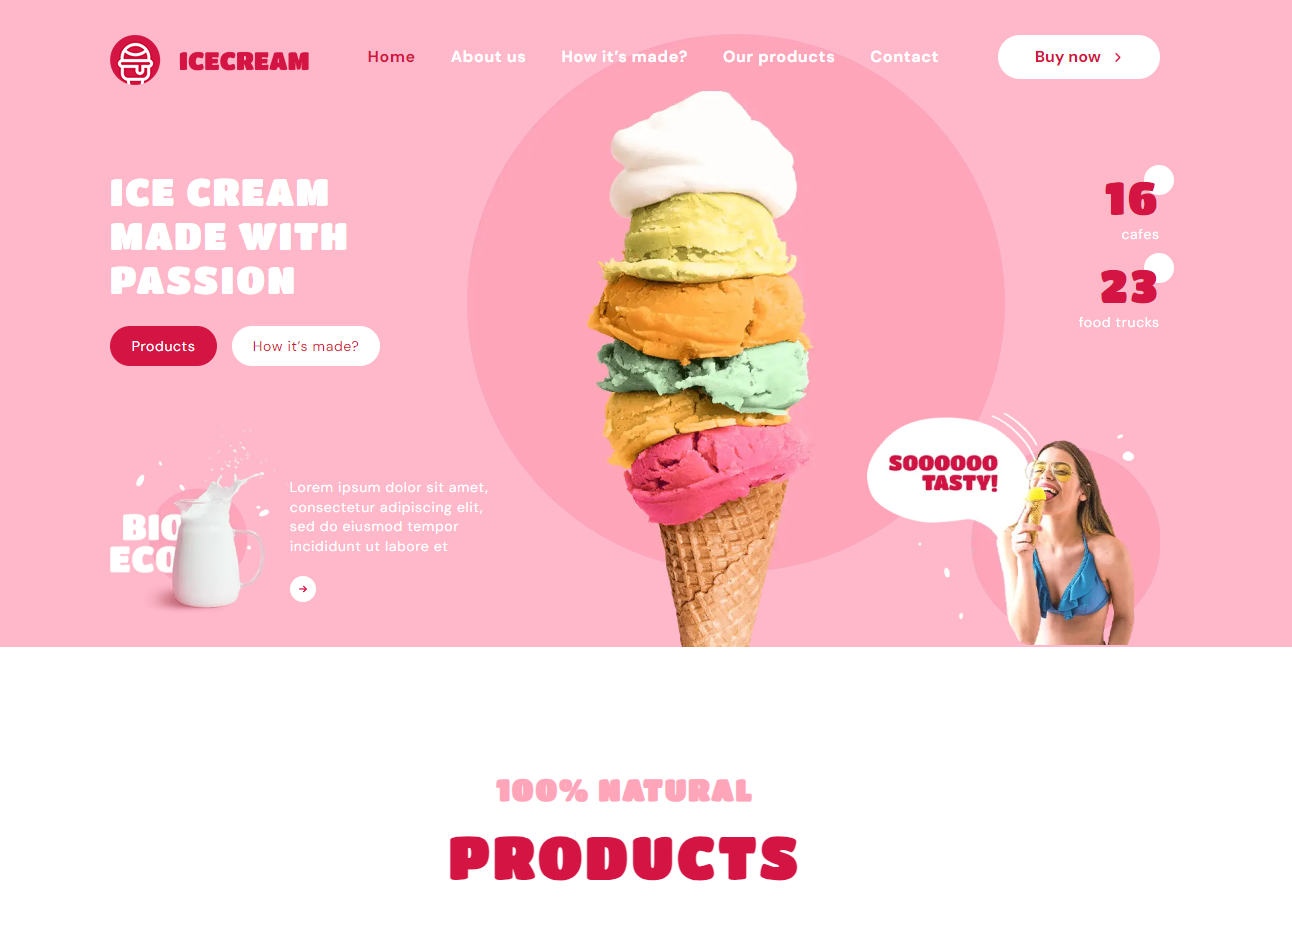 ICECREAM
Home
About us
How it's made?
Our products
Contact
Buy now
ICE CREAM
MADE WITH
PASSION
Products
How it's made?
16
cafes
23
food trucks
BIO
ECO
Lorem ipsum dolor sit amet,
consectetur adipiscing elit,
sed do eiusmod tempor
incididunt ut labore et
SOOOOOO
TASTY!
100% NATURAL
PRODUCTS